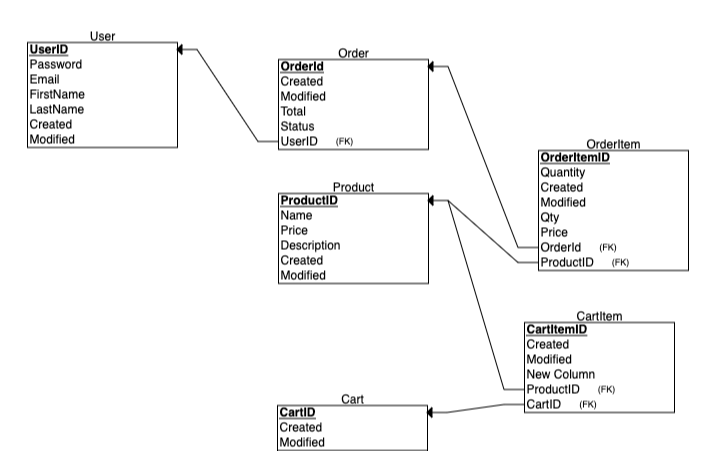 User
UserID
Password
Email
FirstName
LastName
Created
Modified
Order
OrderId
Created
Modified
Total
Status
UserID (FK)
OrderItem
OrderItemID
Quantity
Created
Modified
Qty
Price
OrderId (FK)
ProductID (FK)
Product
ProductID
Name
Price
Description
Created
Modified
CartItem
CartItemID
Created
Modified
New Column
ProductID (FK)
CartID (FK)
Cart
CartID
Created
Modified